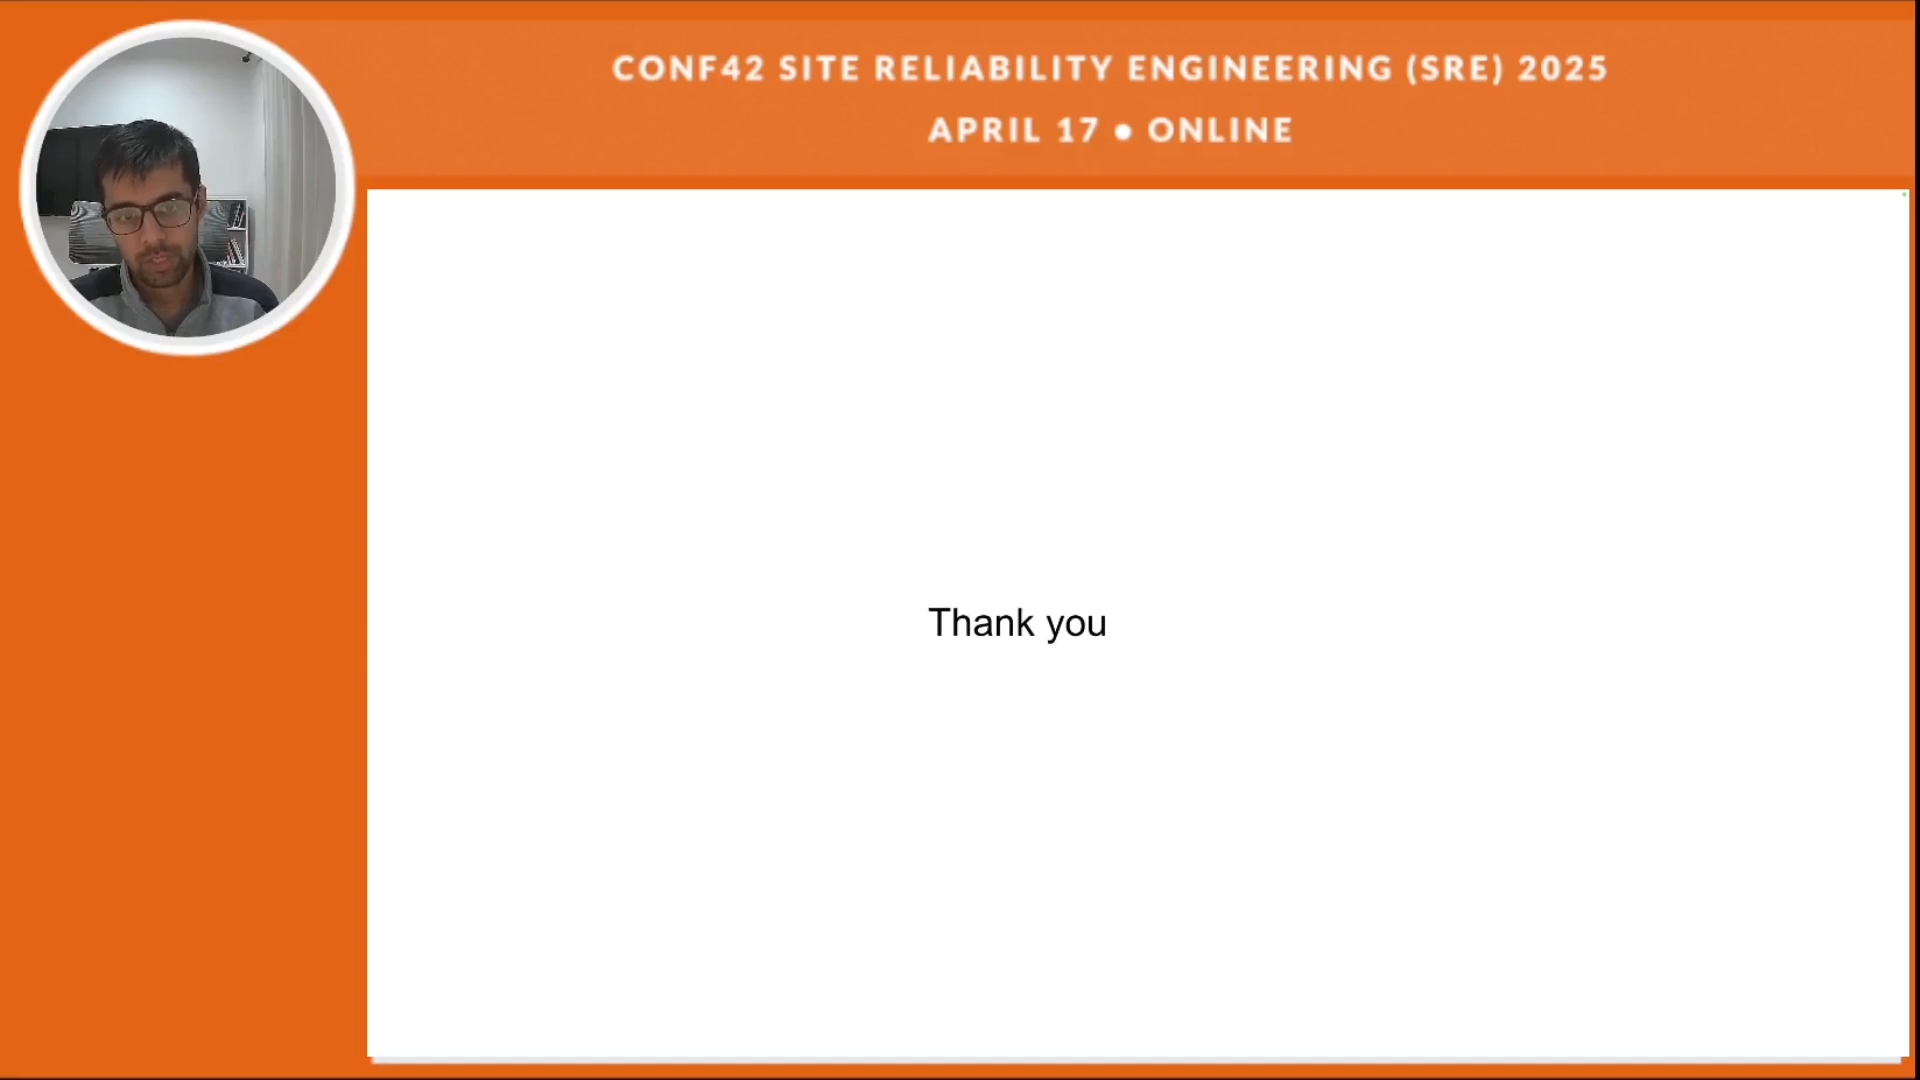 CONF42 SITE RELIABILITY ENGINEERING (SRE) 2025
APRIL 17 ● ONLINE
Thank you